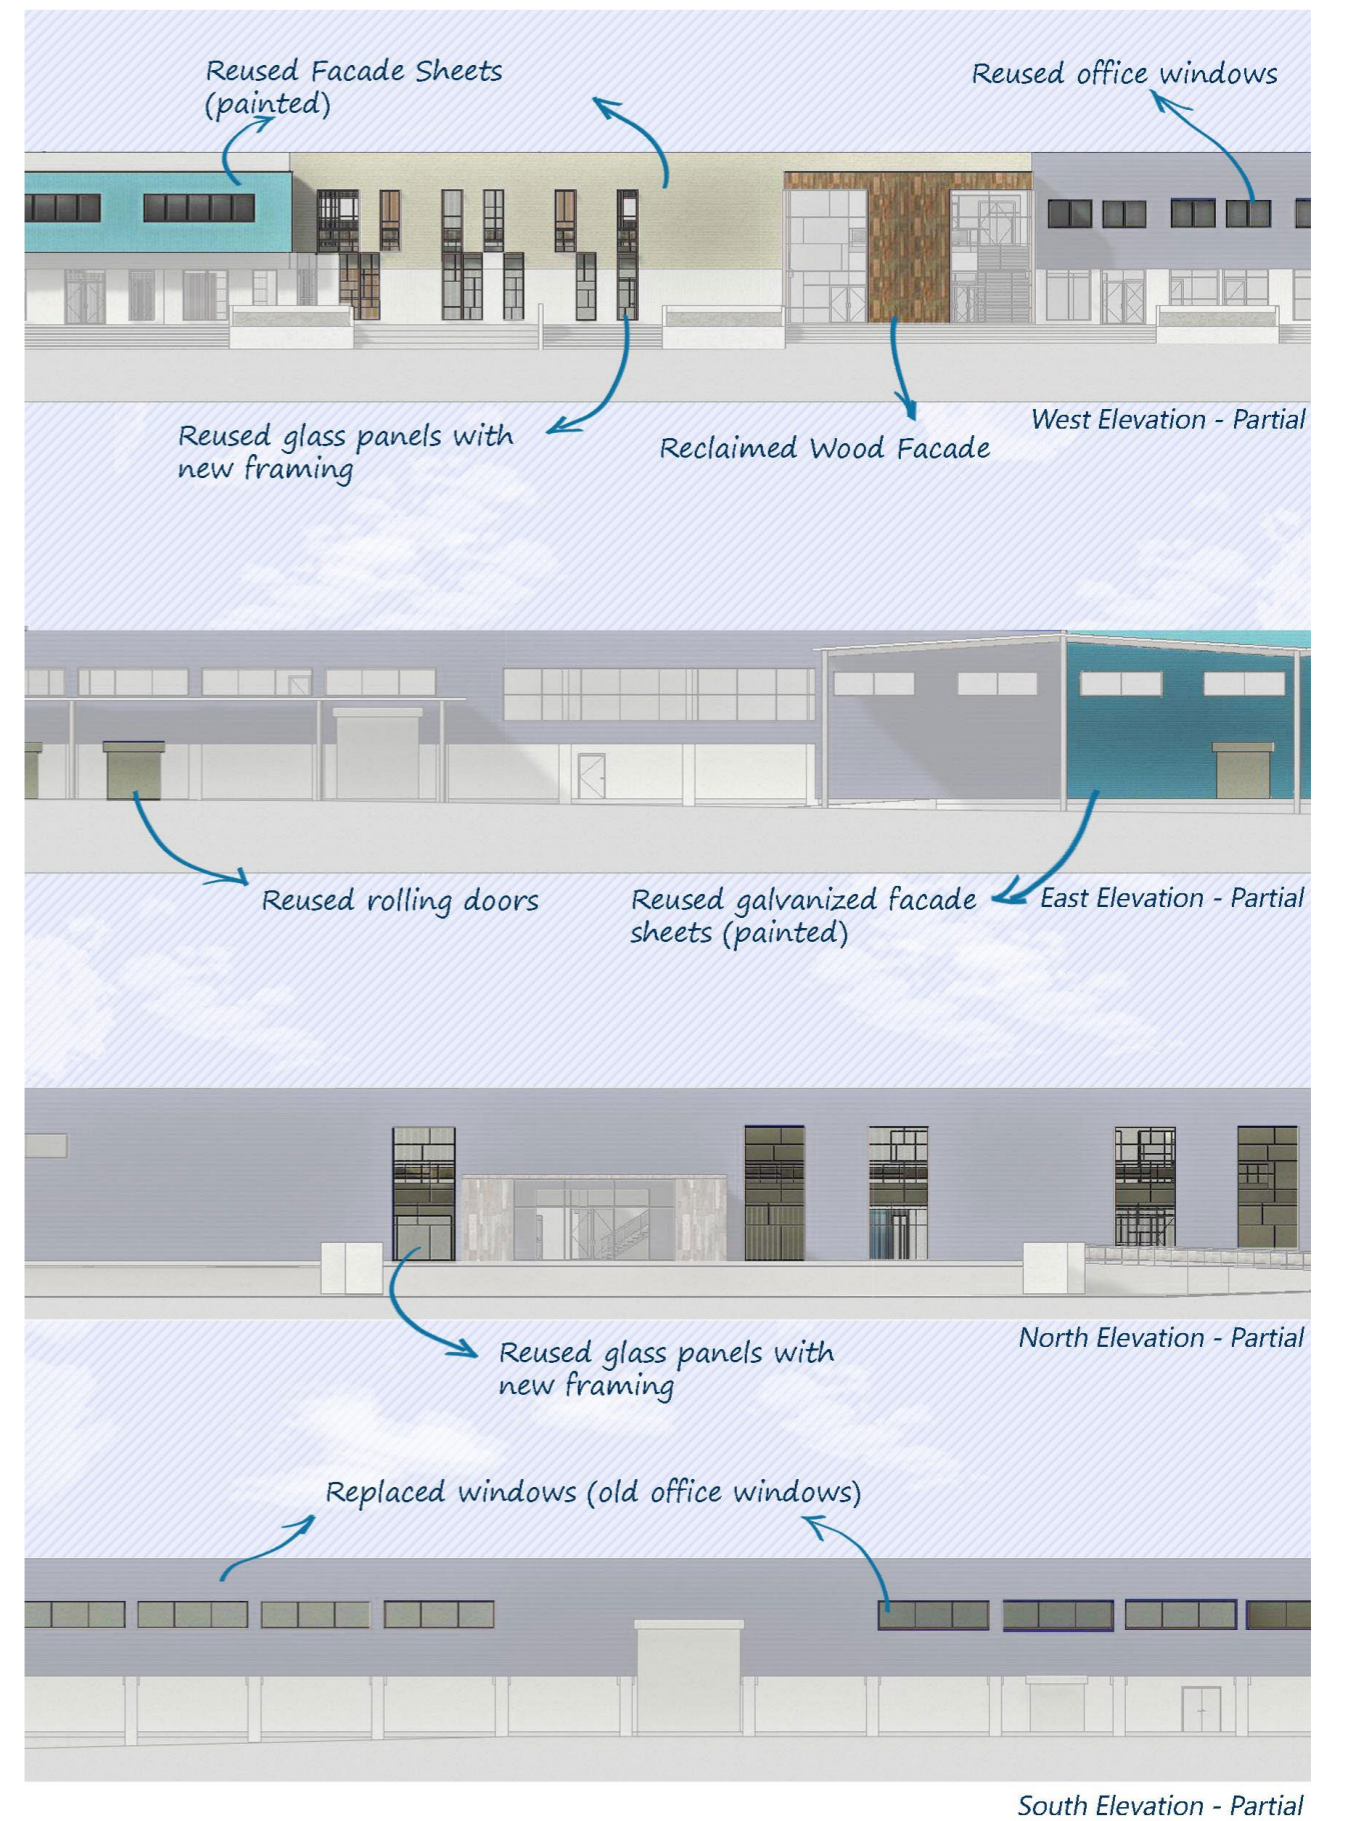 Reused Facade Sheets
(painted)
Reused office windows
West Elevation - Partial
Reused glass panels with
new framing
Reclaimed Wood Facade
Reused rolling doors
Reused galvanized facade
sheets (painted)
East Elevation - Partial
North Elevation - Partial
Reused glass panels with
new framing
Replaced windows (old office windows)
South Elevation - Partial